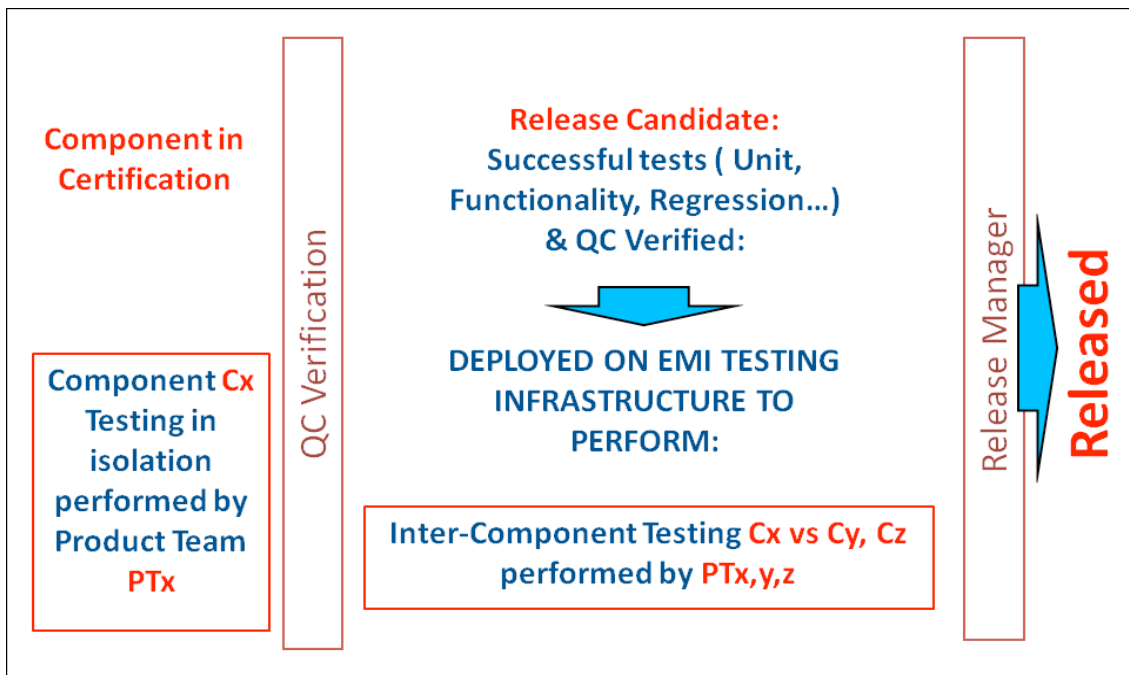 Component in
Certification
Component Cx
Testing in
isolation
performed by
Product Team
PTx
QC Verification
Release Candidate:
Successful tests ( Unit,
Functionality, Regression...)
& QC Verified:
DEPLOYED ON EMI TESTING
INFRASTRUCTURE TO
PERFORM:
Inter-Component Testing Cx vs Cy, Cz
performed by PTx,y,z
Release Manager
Released